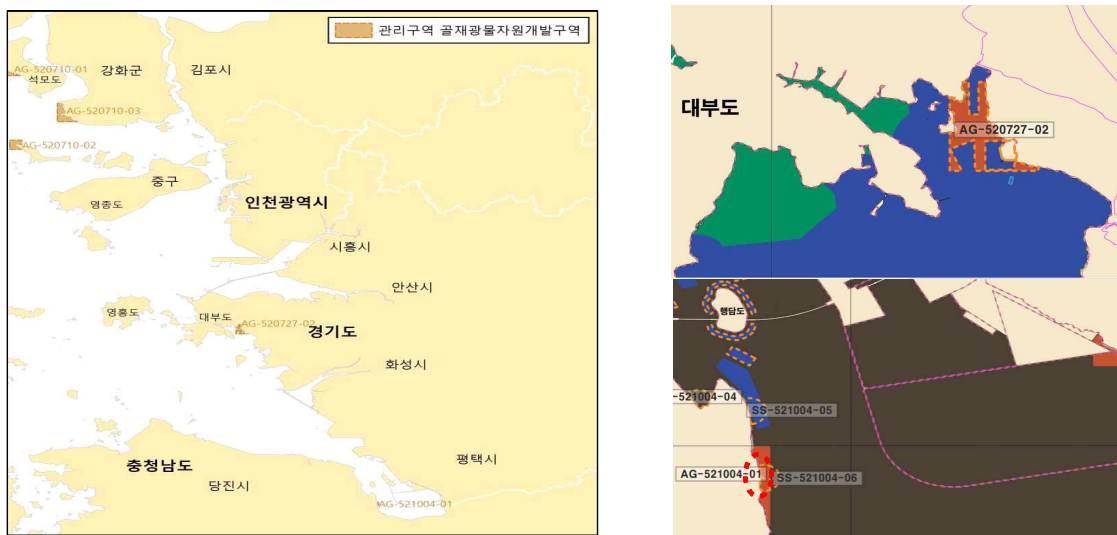 관리구역 골재광물자원개발구역
AG-520710-01
석모도
강화군
김포시
AG-520710-03
AG-520710-02
중구
영종도
인천광역시
시흥시
안산시
영흥도
대부도
AG-520727-02
경기도
화성시
충청남도
평택시
당진시
AG-521004-01
대부도
AG-520727-02
행담도
-521004-04
SS-521004-05
AG-521004-01
SS-521004-06